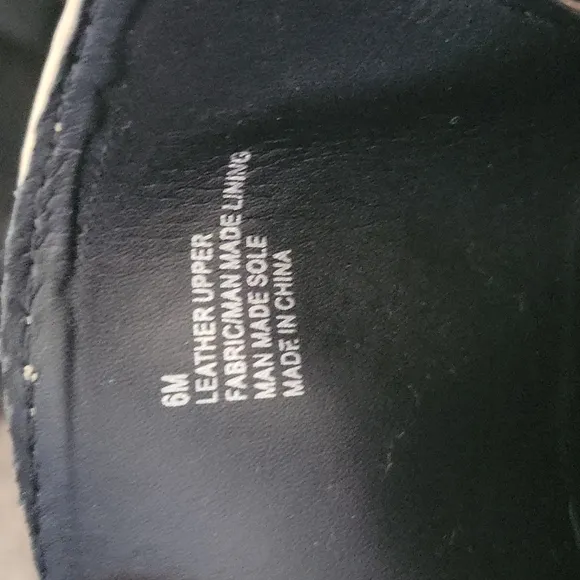 6M
LEATHER UPPER
FABRIC/MAN MADE LINING
MAN MADE SOLE
MADE IN CHINA